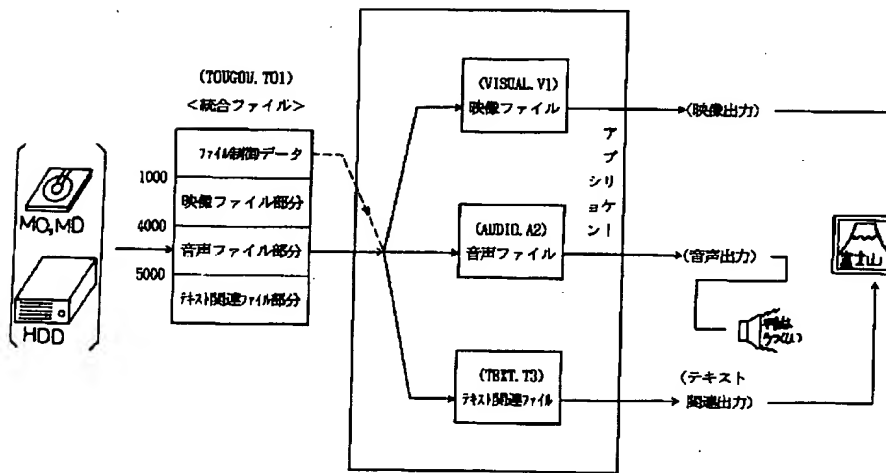 (TOUGOU.T01)
<統合ファイル>
ファイル制御データ
1000
映像ファイル部分
4000
音声ファイル部分
5000
テキスト関連ファイル部分
MO,MD
HDD
(VISUAL.V1)
映像ファイル
(AUDIO.A2)
音声ファイル
(TEXT.T3)
テキスト関連ファイル
アプリケーション
(映像出力)
(音声出力)
(テキスト
関連出力)
富士山